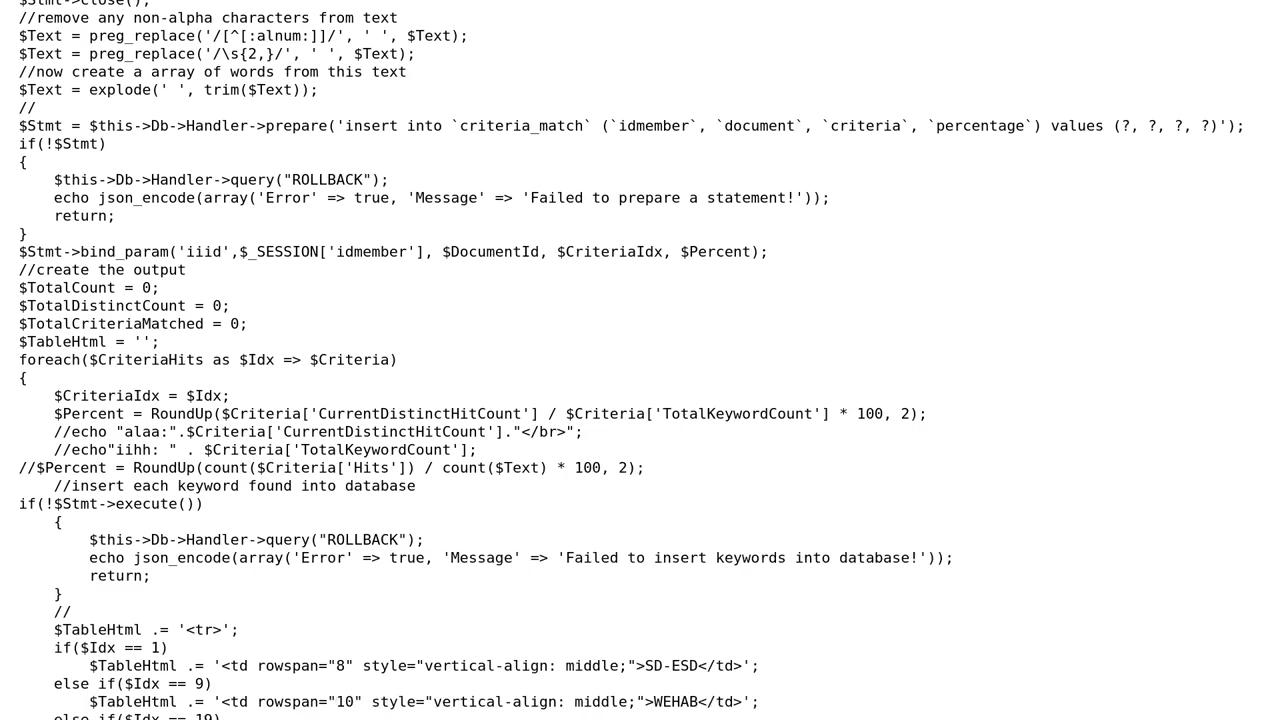 $Stmt->close();
//remove any non-alpha characters from text
$Text = preg_replace('/[^[:alnum:]]/', ' ', $Text);
$Text = preg_replace('/\s{2,}/', ' ', $Text);
//now create a array of words from this text
$Text = explode(' ', trim($Text));
//
$Stmt = $this->Db->Handler->prepare('insert into `criteria_match` (`idmember`, `document`, `criteria`, `percentage`) values (?, ?, ?, ?)');
if(!$Stmt)
{
    $this->Db->Handler->query("ROLLBACK");
    echo json_encode(array('Error' => true, 'Message' => 'Failed to prepare a statement!'));
    return;
}
$Stmt->bind_param('iiid',$_SESSION['idmember'], $DocumentId, $CriteriaIdx, $Percent);
//create the output
$TotalCount = 0;
$TotalDistinctCount = 0;
$TotalCriteriaMatched = 0;
$TableHtml = '';
foreach($CriteriaHits as $Idx => $Criteria)
{
    $CriteriaIdx = $Idx;
    $Percent = RoundUp($Criteria['CurrentDistinctHitCount'] / $Criteria['TotalKeywordCount'] * 100, 2);
    //echo "alaa:".$Criteria['CurrentDistinctHitCount']."</br>";
    //echo"iihh: " . $Criteria['TotalKeywordCount'];
//$Percent = RoundUp(count($Criteria['Hits']) / count($Text) * 100, 2);
    //insert each keyword found into database
if(!$Stmt->execute())
    {
        $this->Db->Handler->query("ROLLBACK");
        echo json_encode(array('Error' => true, 'Message' => 'Failed to insert keywords into database!'));
        return;
    }
    //
    $TableHtml .= '<tr>';
    if($Idx == 1)
        $TableHtml .= '<td rowspan="8" style="vertical-align: middle;">SD-ESD</td>';
    else if($Idx == 9)
        $TableHtml .= '<td rowspan="10" style="vertical-align: middle;">WEHAB</td>';
    else if($Idx == 19)